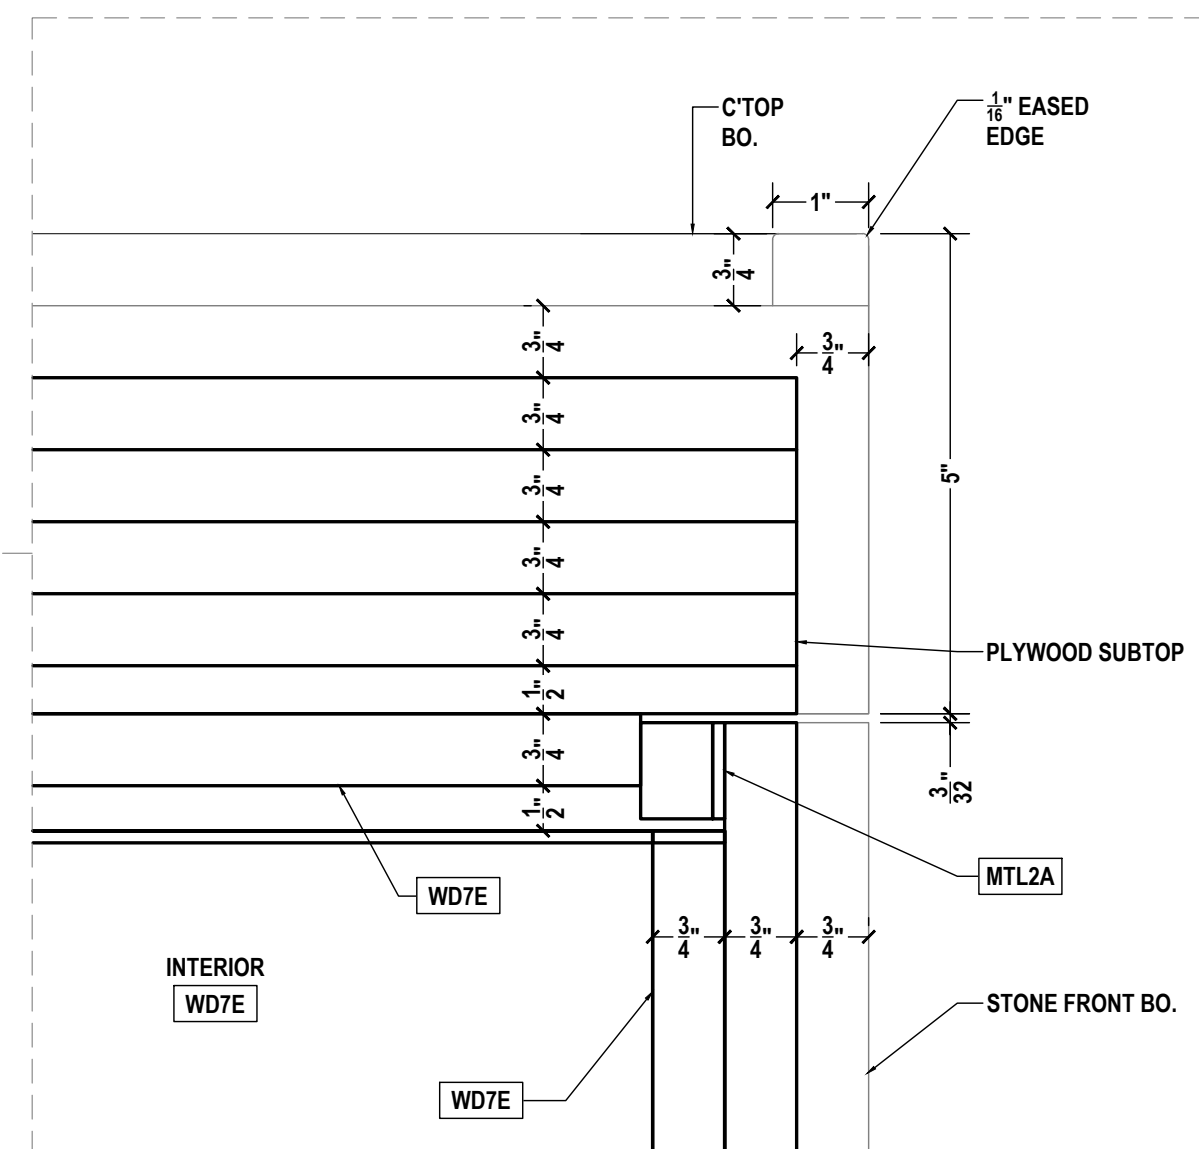 C'TOP
BO.
1/16" EASED
EDGE
1"
3/4"
3/4"
3/4"
3/4"
3/4"
3/4"
3/4"
5"
PLYWOOD SUBTOP
1/2"
3/4"
3/32"
1/2"
MTL2A
WD7E
3/4"
3/4"
3/4"
INTERIOR
WD7E
STONE FRONT BO.
WD7E